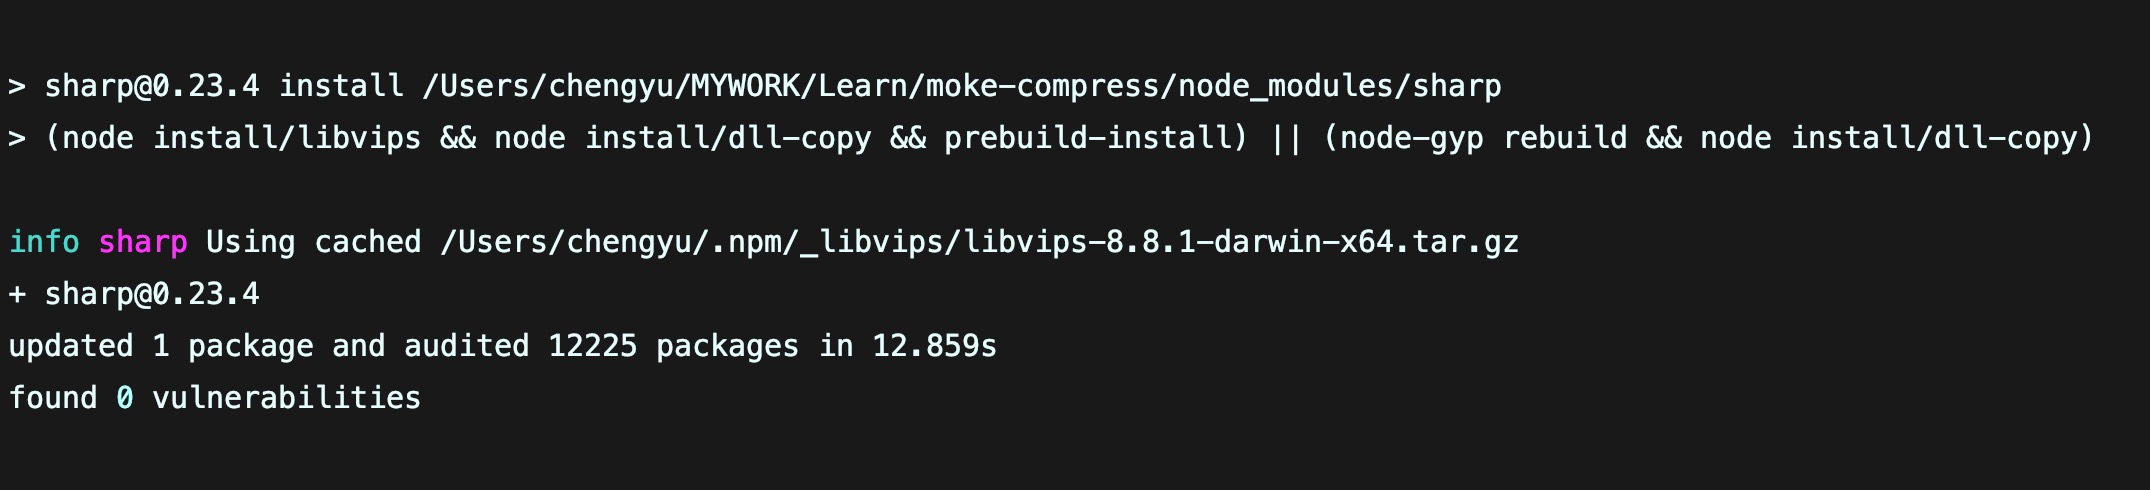 > sharp@0.23.4 install /Users/chengyu/MYWORK/Learn/moke-compress/node_modules/sharp
> (node install/libvips && node install/dll-copy && prebuild-install) || (node-gyp rebuild && node install/dll-copy)
info sharp Using cached /Users/chengyu/.npm/_libvips/libvips-8.8.1-darwin-x64.tar.gz
+ sharp@0.23.4
updated 1 package and audited 12225 packages in 12.859s
found 0 vulnerabilities